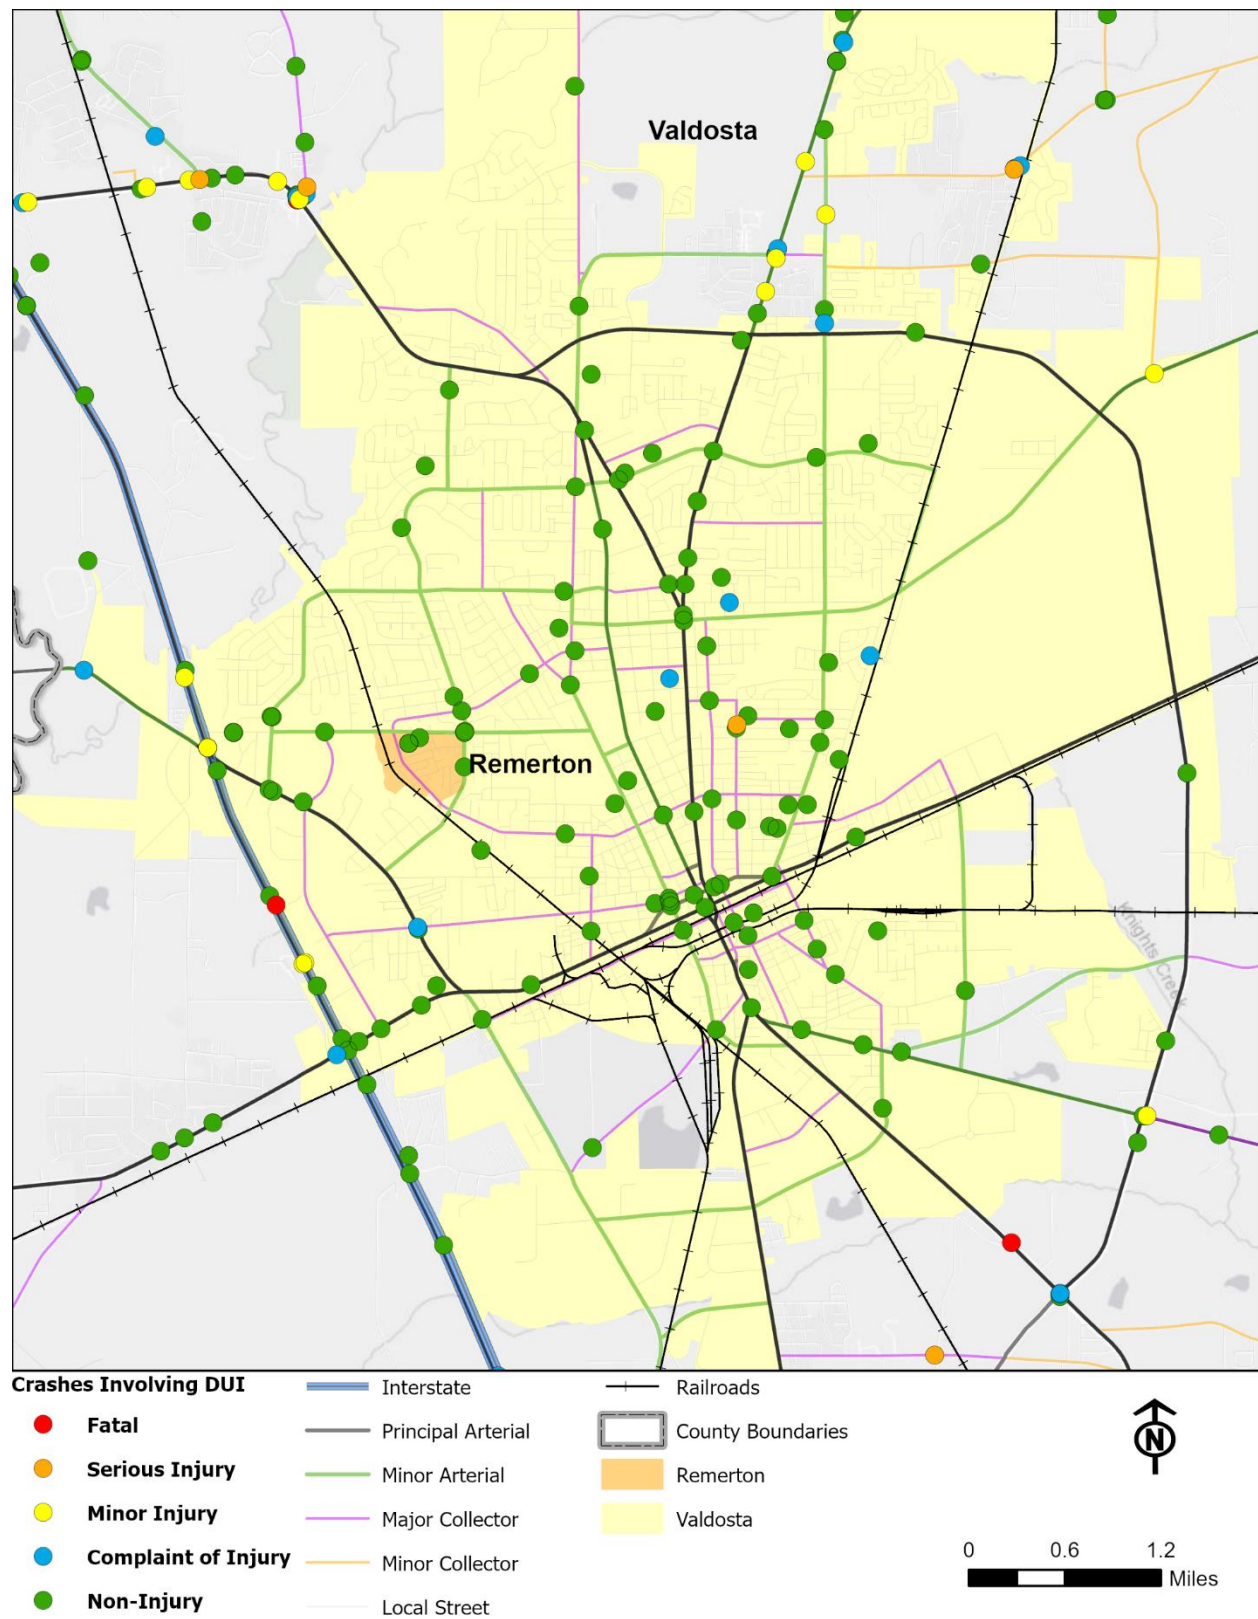 Valdosta
Remerton
Knights Creek
Crashes Involving DUI
Fatal
Serious Injury
Minor Injury
Complaint of Injury
Non-Injury
Interstate
Principal Arterial
Minor Arterial
Major Collector
Minor Collector
Local Street
Railroads
County Boundaries
Remerton
Valdosta
N
0 0.6 1.2
Miles